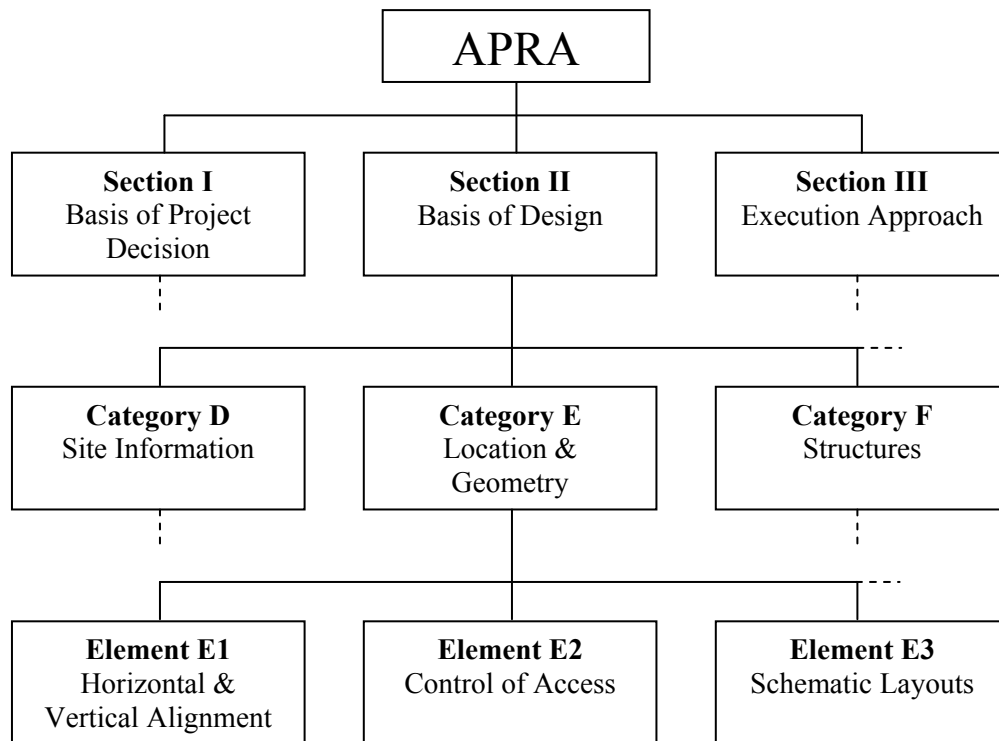 APRA
Section I
Basis of Project
Decision
Section II
Basis of Design
Section III
Execution Approach
Category D
Site Information
Category E
Location &
Geometry
Category F
Structures
Element E1
Horizontal &
Vertical Alignment
Element E2
Control of Access
Element E3
Schematic Layouts